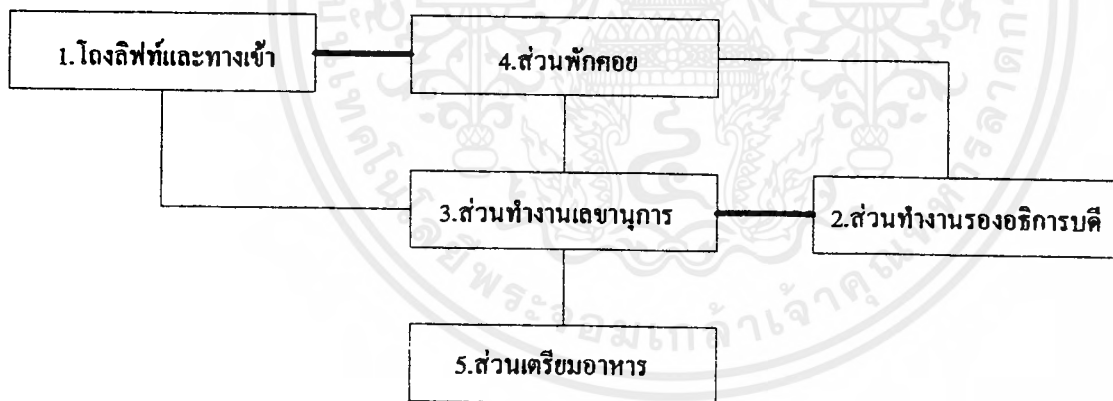 1.โถงลิฟท์และทางเข้า
4.ส่วนพักคอย
3.ส่วนทำงานเลขานุการ
2.ส่วนทำงานรองอธิการบดี
5.ส่วนเตรียมอาหาร